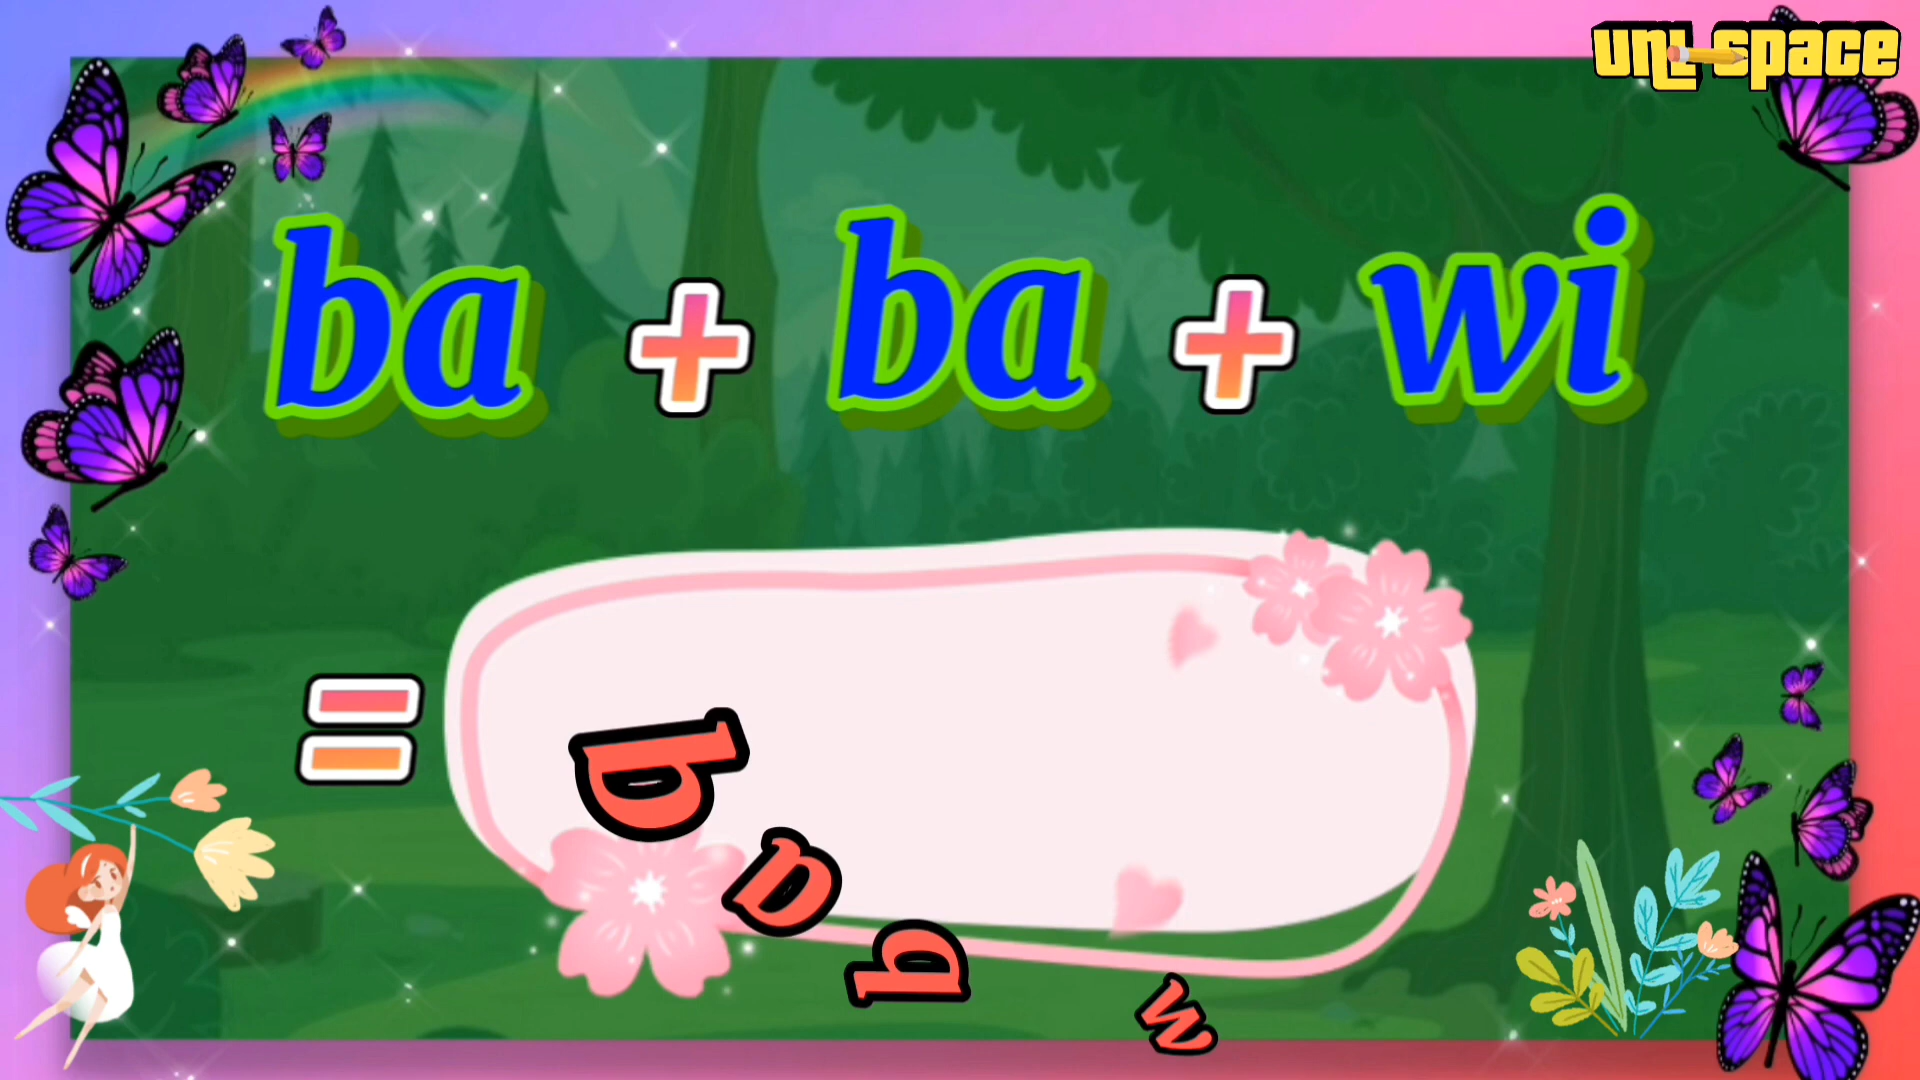 UNI SPACE
ba + ba + wi
=
b a b w